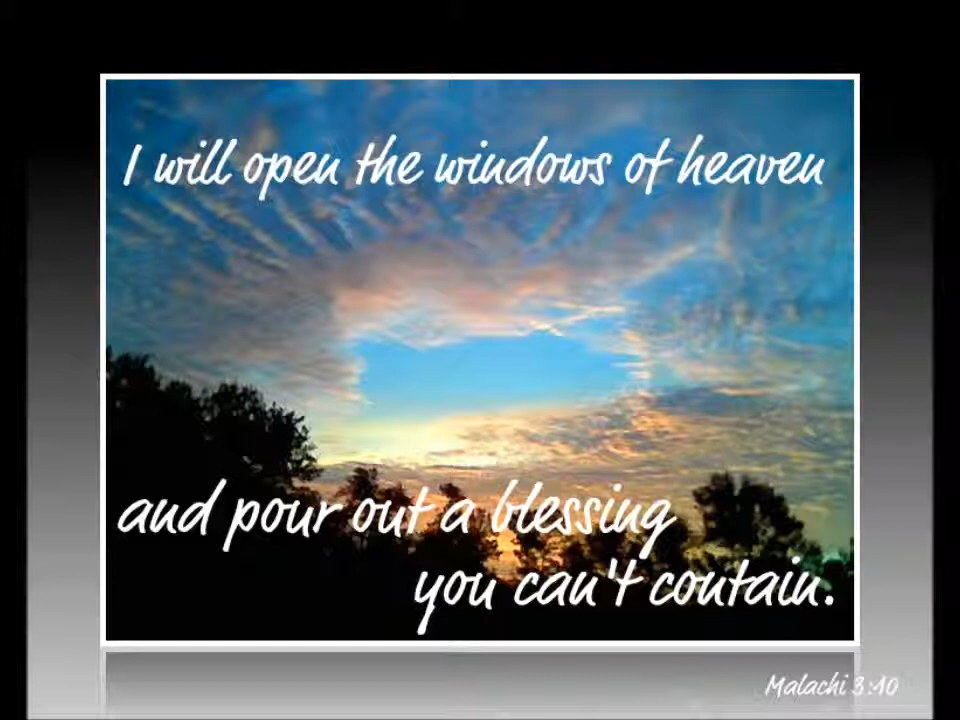 I will open the windows of heaven
and pour out a blessing
you can't contain.
Malachi 3:10